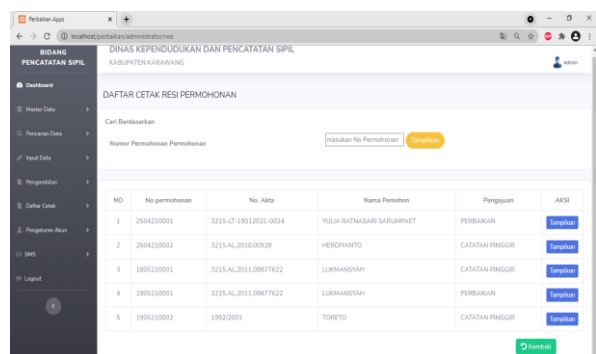 Perbaikan Apps
localhost/perbaikan/administrator/resi
BIDANG
PENCATATAN SIPIL
Dashboard
Master Data
Pencarian Data
Input Data
Pengambilan
Daftar Cetak
Pengaturan Akun
SMS
Logout
DINAS KEPENDUDUKAN DAN PENCATATAN SIPIL
KABUPATEN KARAWANG
admin
DAFTAR CETAK RESI PERMOHONAN
Cari Berdasarkan
Nomor Permohonan Permohonan
masukan No Permohonan Tampilkan
NO No permohonan No. Akta Nama Pemohon Pengajuan AKSI
1 2504210001 3215-LT-19012021-0024 YULIA RATNASARI SARUMPAET PERBAIKAN Tampilkan
2 2504210002 3215.AL.2010.00828 HERDIYANTO CATATAN PINGGIR Tampilkan
3 1805210001 3215.AL.2011.09877622 LUKMANSYAH CATATAN PINGGIR Tampilkan
4 1905210001 3215.AL.2011.09877622 LUKMANSYAH PERBAIKAN Tampilkan
5 1905210002 1992/2001 TORETO CATATAN PINGGIR Tampilkan
Kembali